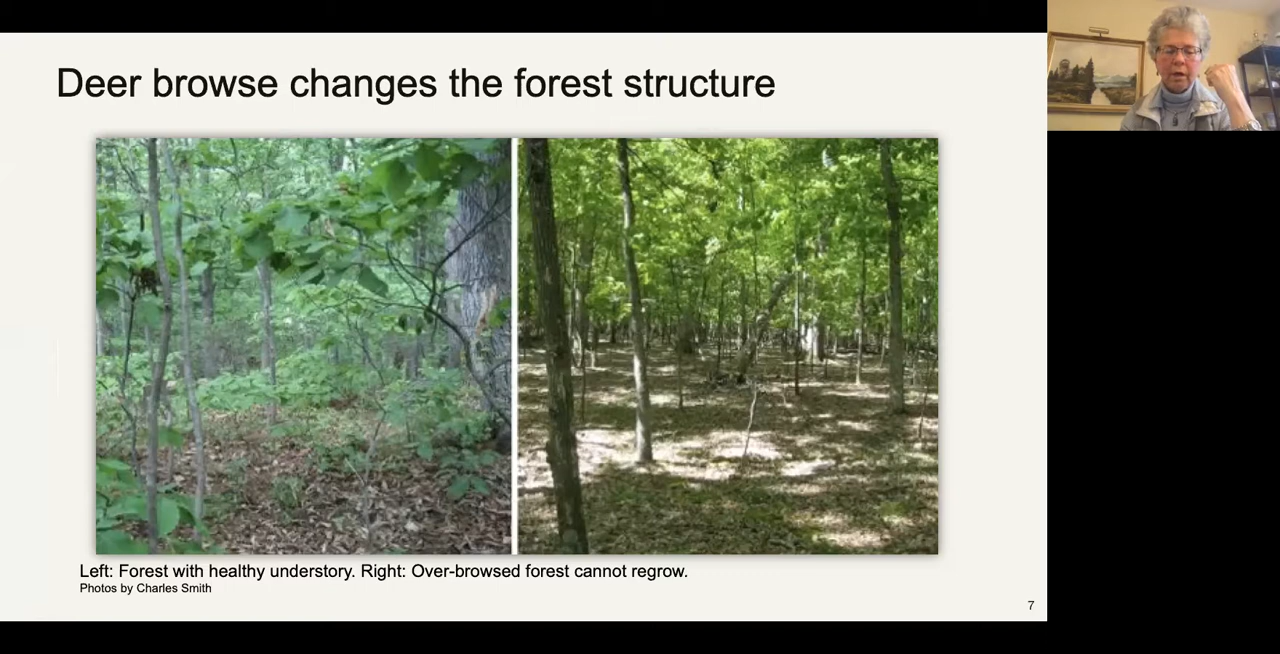 Deer browse changes the forest structure
Left: Forest with healthy understory. Right: Over-browsed forest cannot regrow.
Photos by Charles Smith
7